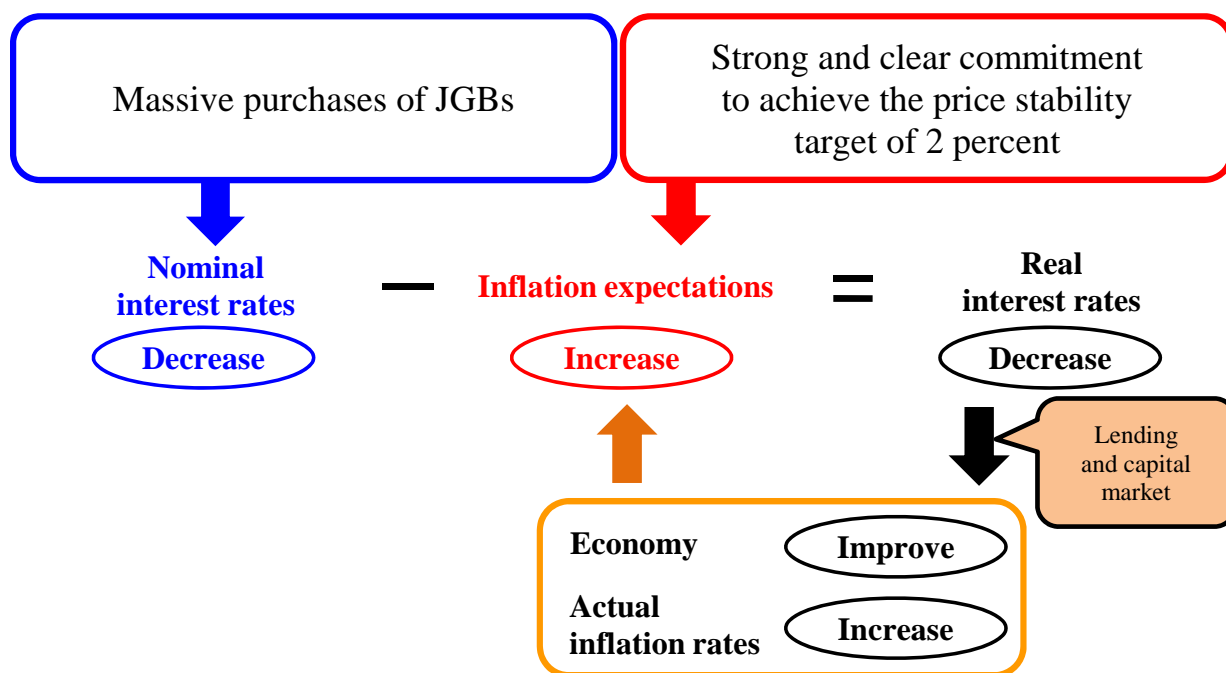 Massive purchases of JGBs
Strong and clear commitment
to achieve the price stability
target of 2 percent
Nominal
interest rates
Decrease
—
Inflation expectations
Increase
=
Real
interest rates
Decrease
Lending
and capital
market
Economy
Improve
Actual
inflation rates
Increase